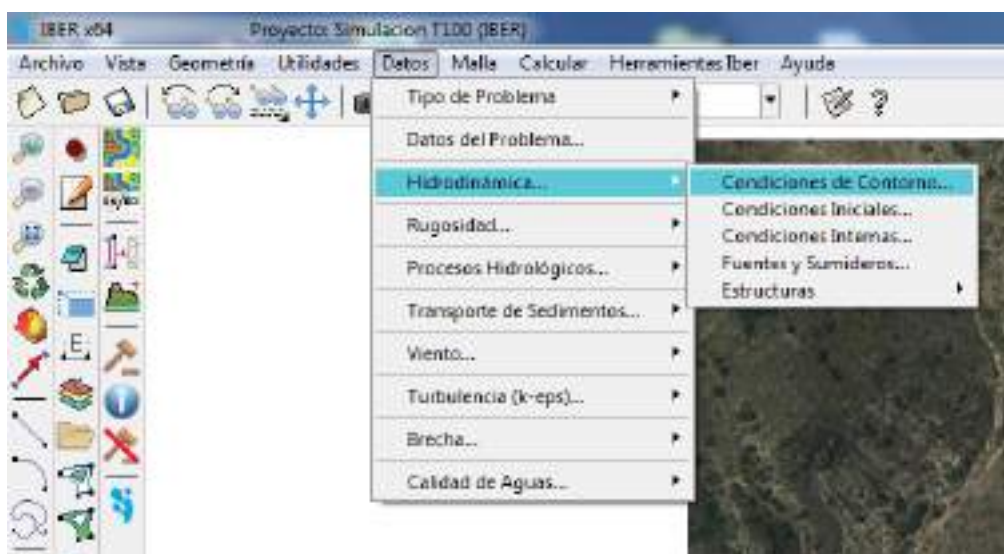 IBER x64 Proyecto: Simulacion T100 (IBER)
Archivo Vista Geometría Utilidades Datos Malla Calcular Herramientas Iber Ayuda
Tipo de Problema
Datos del Problema...
Hidrodinámica...
Condiciones de Contorno...
Condiciones Iniciales...
Condiciones Internas...
Fuentes y Sumideros...
Estructuras
Rugosidad...
Procesos Hidrológicos...
Transporte de Sedimentos...
Viento...
Turbulencia (k-eps)...
Brecha...
Calidad de Aguas...
E